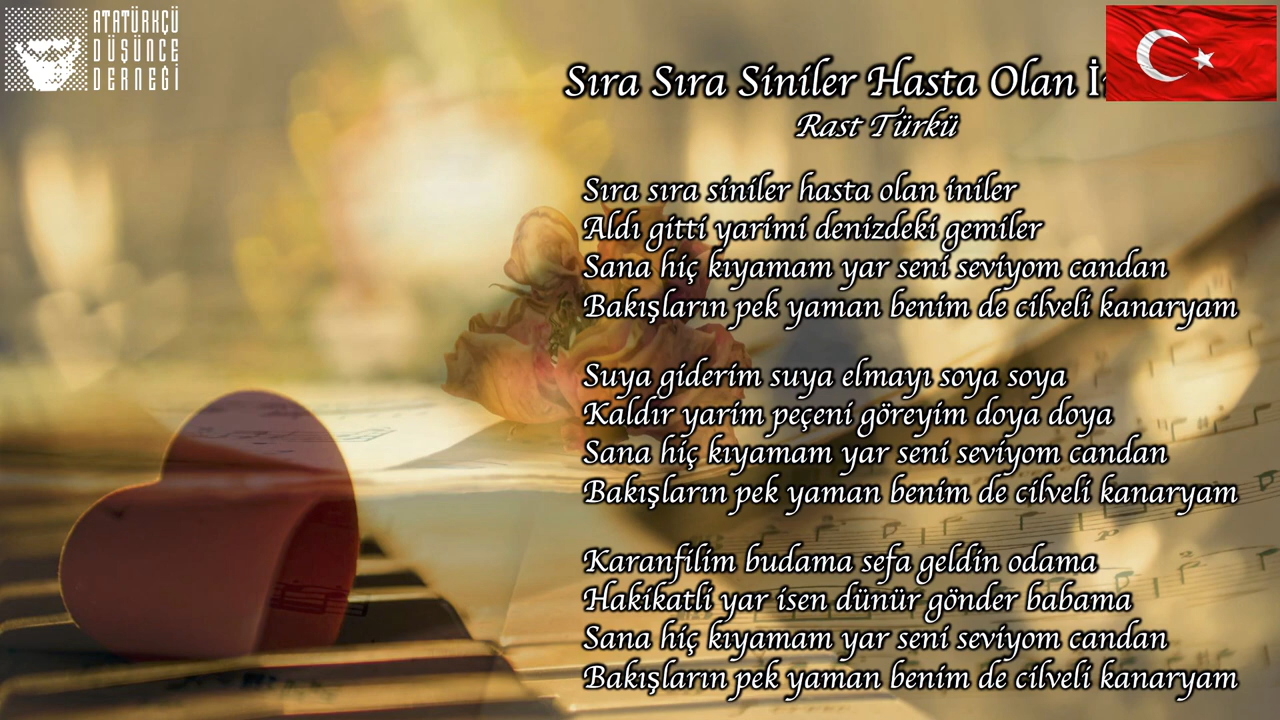 ATATÜRKÇÜ
DÜŞÜNCE
DERNEĞİ
Sıra Sıra Siniler Hasta Olan
Rast Türkü
Sıra sıra siniler hasta olan iniler
Aldı gitti yarimi denizdeki gemiler
Sana hiç kıyamam yar seni seviyom candan
Bakışların pek yaman benim de cilveli kanaryam
Suya giderim suya elmayı soya soya
Kaldır yarim peçeni göreyim doya doya
Sana hiç kıyamam yar seni seviyom candan
Bakışların pek yaman benim de cilveli kanaryam
Karanfilim budama sefa geldin odama
Hakikatli yar isen dünür gönder babama
Sana hiç kıyamam yar seni seviyom candan
Bakışların pek yaman benim de cilveli kanaryam